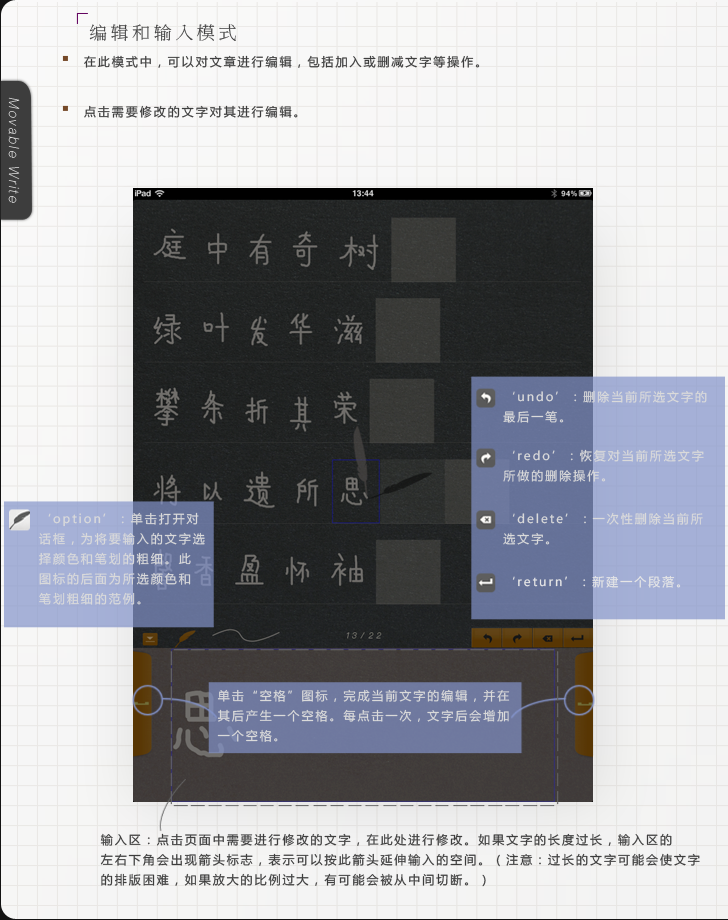 编辑和输入模式
在此模式中，可以对文章进行编辑，包括加入或删减文字等操作。
点击需要修改的文字对其进行编辑。
Movable Write
iPad 13:44 94%
庭中有奇树
绿叶发华滋
攀条折其荣
将以遗所思
香盈怀袖
‘undo’：删除当前所选文字的
最后一笔。
‘redo’：恢复对当前所选文字
所做的删除操作。
‘delete’：一次性删除当前所
选文字。
‘return’：新建一个段落。
‘option’：单击打开对
话框，为将要输入的文字选
择颜色和笔划的粗细。此
图标的后面为所选颜色和
笔划粗细的范例。
13/22
思
单击“空格”图标，完成当前文字的编辑，并在
其后产生一个空格。每点击一次，文字后会增加
一个空格。
输入区：点击页面中需要进行修改的文字，在此处进行修改。如果文字的长度过长，输入区的
左右下角会出现箭头标志，表示可以按此箭头延伸输入的空间。（注意：过长的文字可能会使文字
的排版困难，如果放大的比例过大，有可能会被从中间切断。）